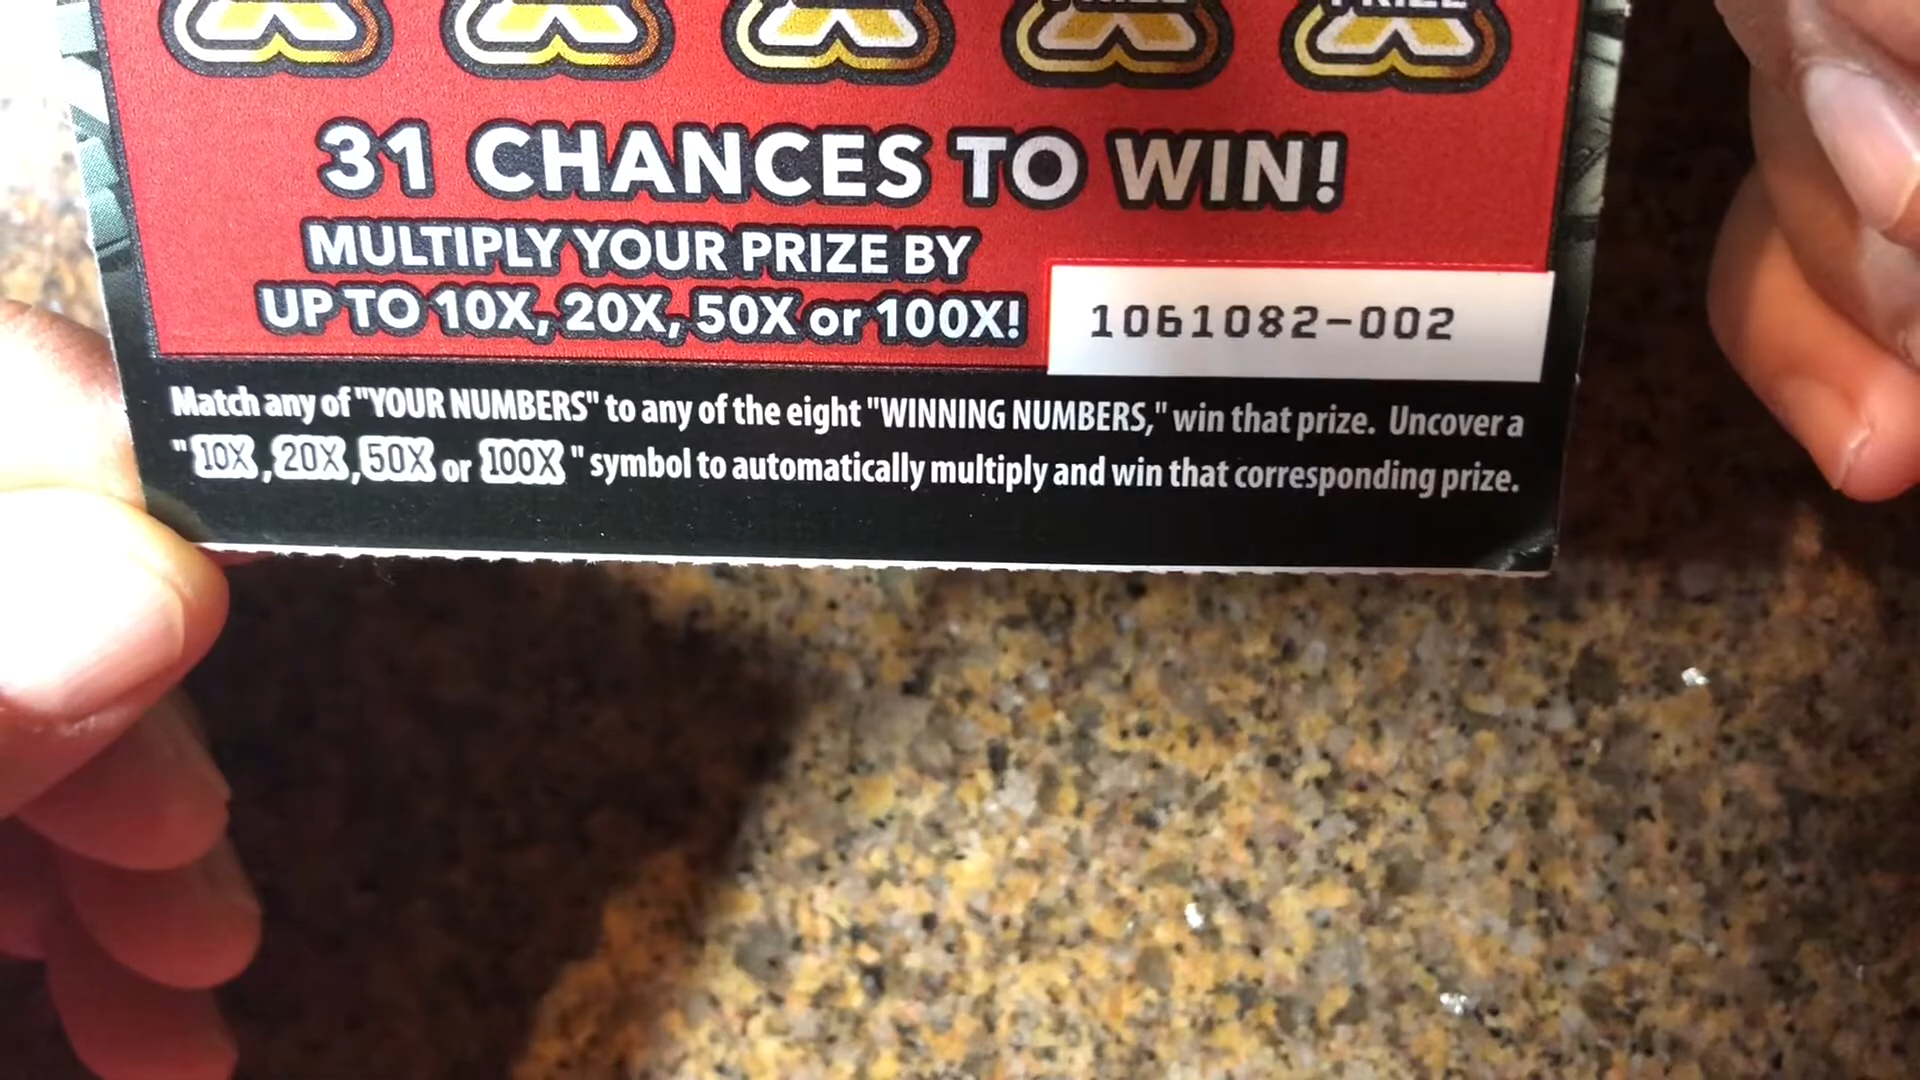 PRIZE PRIZE
31 CHANCES TO WIN!
MULTIPLY YOUR PRIZE BY
UP TO 10X, 20X, 50X or 100X!
1061082-002
Match any of "YOUR NUMBERS" to any of the eight "WINNING NUMBERS," win that prize. Uncover a
"10X, 20X, 50X or 100X" symbol to automatically multiply and win that corresponding prize.